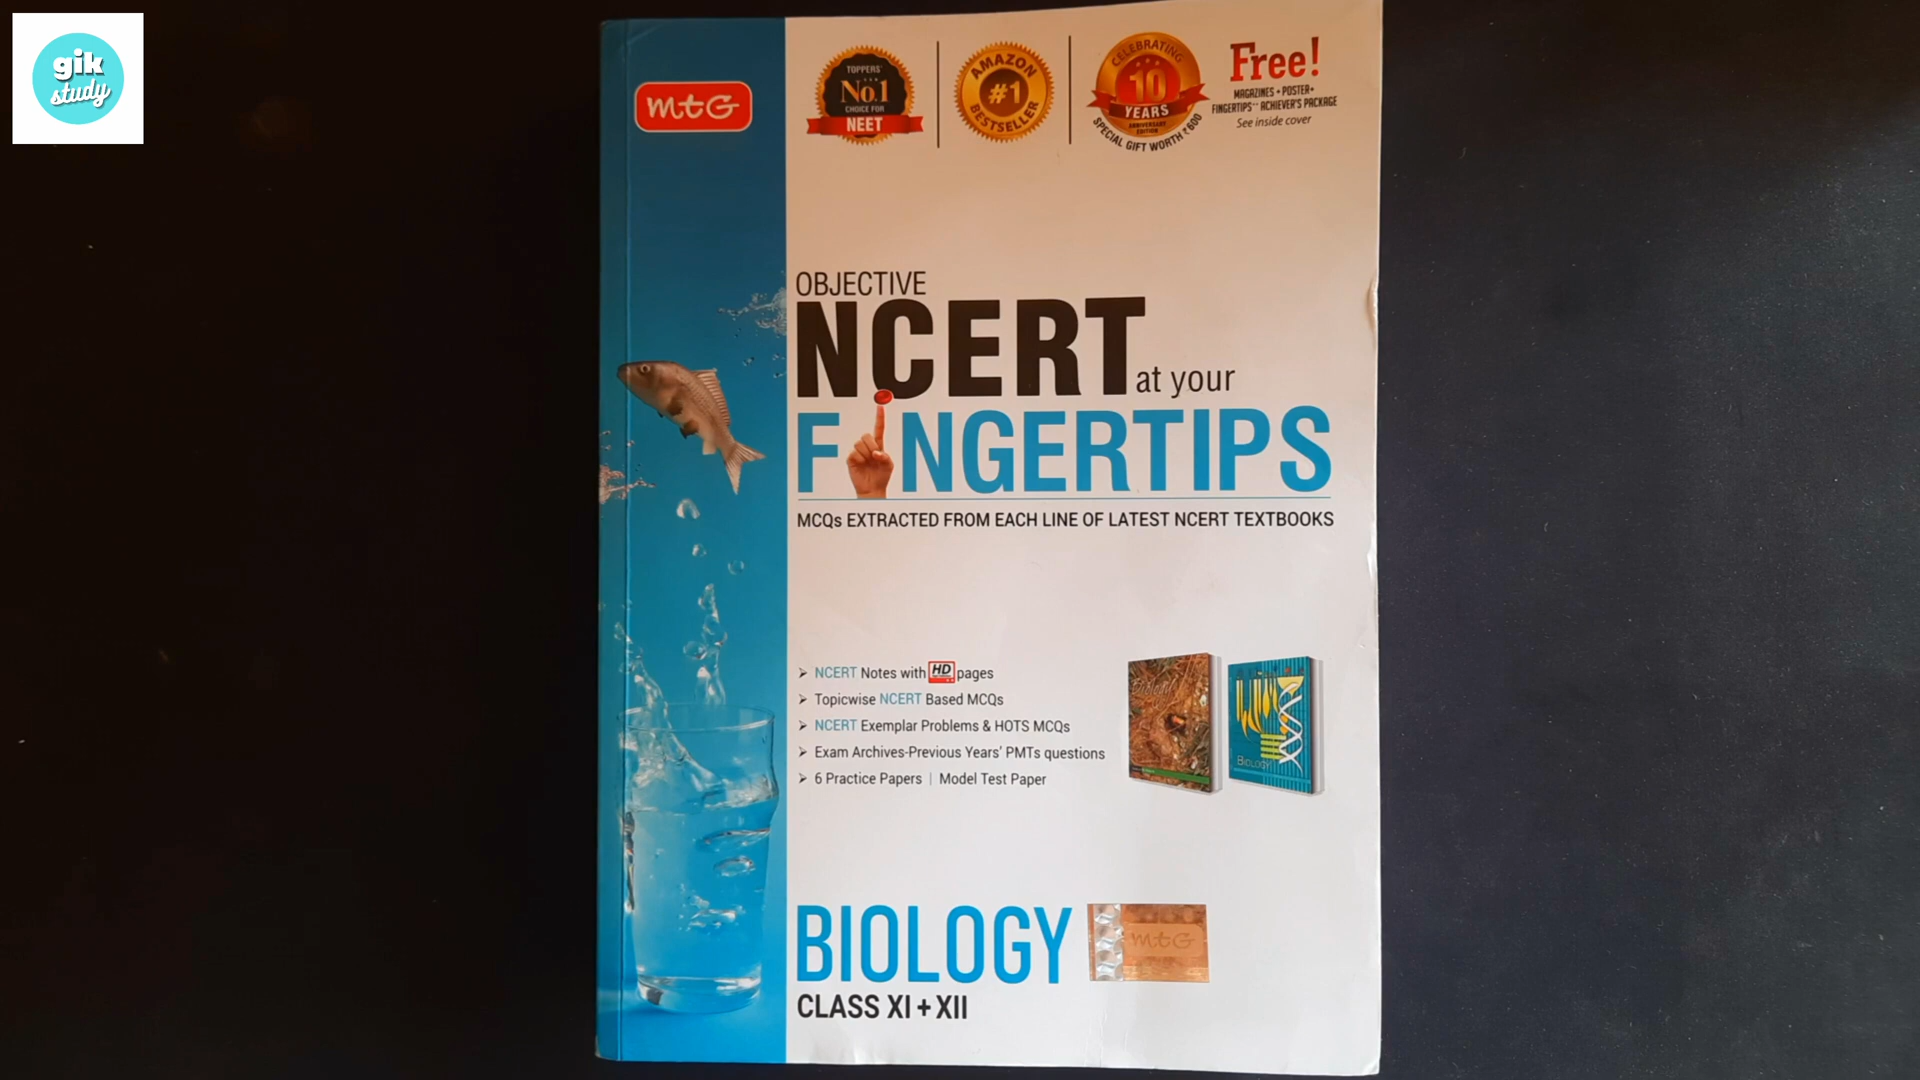 gik
study
mtG
TOPPERS'
No.1
CHOICE FOR
NEET
AMAZON
#1
BESTSELLER
CELEBRATING
10
YEARS
ANNIVERSARY
EDITION
SPECIAL GIFT WORTH ₹600
Free!
MAGAZINES + POSTER+
FINGERTIPS ACHIEVER'S PACKAGE
See inside cover
OBJECTIVE
NCERT at your
FINGERTIPS
MCQs EXTRACTED FROM EACH LINE OF LATEST NCERT TEXTBOOKS
➢ NCERT Notes with HD pages
➢ Topicwise NCERT Based MCQs
➢ NCERT Exemplar Problems & HOTS MCQs
➢ Exam Archives-Previous Years' PMTs questions
➢ 6 Practice Papers | Model Test Paper
BIOLOGY
BIOLOGY
mtG
CLASS XI + XII